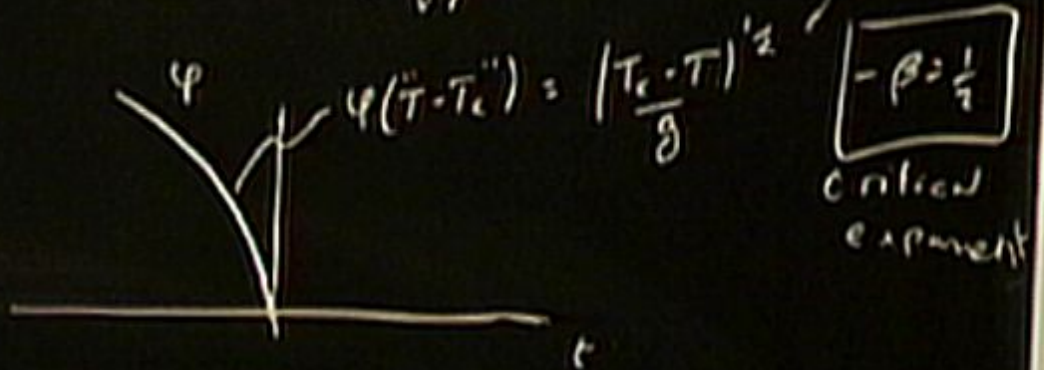 φ
φ("T-Tc") = (Tc-T / g)^1/2
- β = 1/2
critical
exponent
t